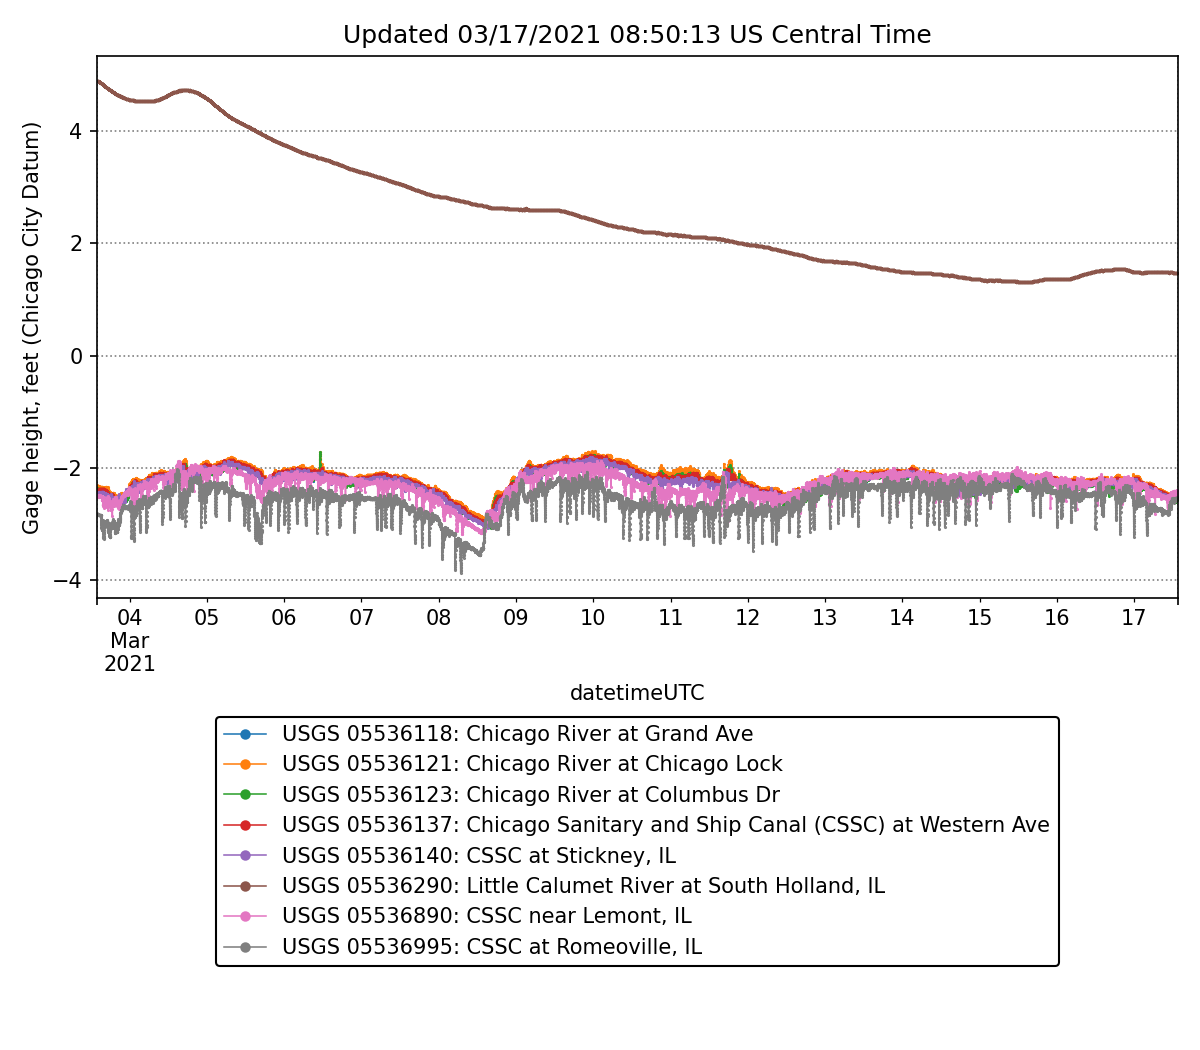 Updated 03/17/2021 08:50:13 US Central Time
Gage height, feet (Chicago City Datum)
4
2
0
−2
−4
04 05 06 07 08 09 10 11 12 13 14 15 16 17
Mar
2021
datetimeUTC
USGS 05536118: Chicago River at Grand Ave
USGS 05536121: Chicago River at Chicago Lock
USGS 05536123: Chicago River at Columbus Dr
USGS 05536137: Chicago Sanitary and Ship Canal (CSSC) at Western Ave
USGS 05536140: CSSC at Stickney, IL
USGS 05536290: Little Calumet River at South Holland, IL
USGS 05536890: CSSC near Lemont, IL
USGS 05536995: CSSC at Romeoville, IL